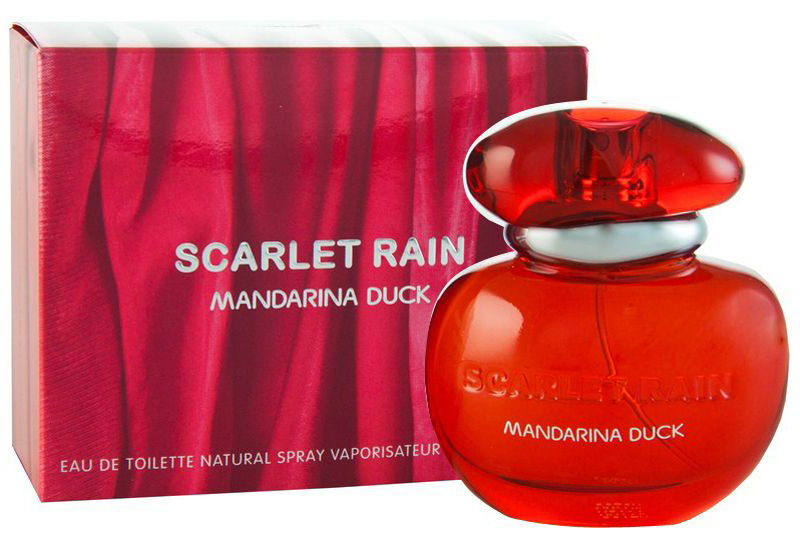 SCARLET RAIN
MANDARINA DUCK
EAU DE TOILETTE NATURAL SPRAY VAPORISATEUR
SCARLET RAIN
MANDARINA DUCK